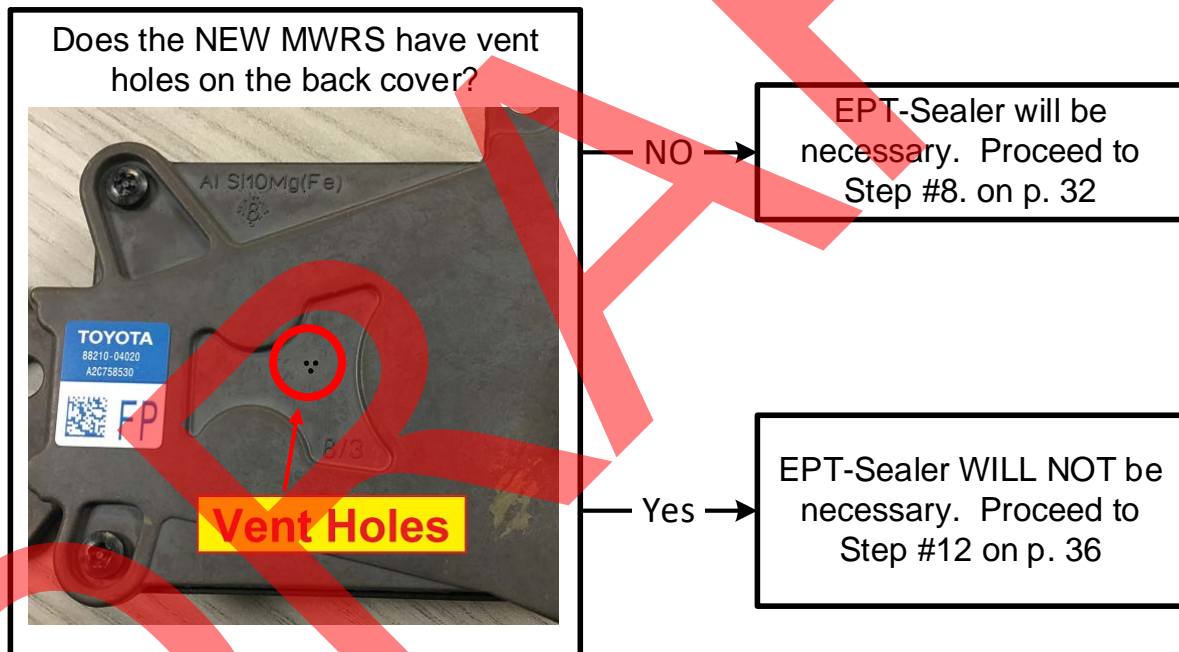 Does the NEW MWRS have vent
holes on the back cover?
Al Si10Mg(Fe)
8
TOYOTA
88210-04020
A2C758530
FP
8/3
Vent Holes
NO
EPT-Sealer will be
necessary. Proceed to
Step #8. on p. 32
Yes
EPT-Sealer WILL NOT be
necessary. Proceed to
Step #12 on p. 36